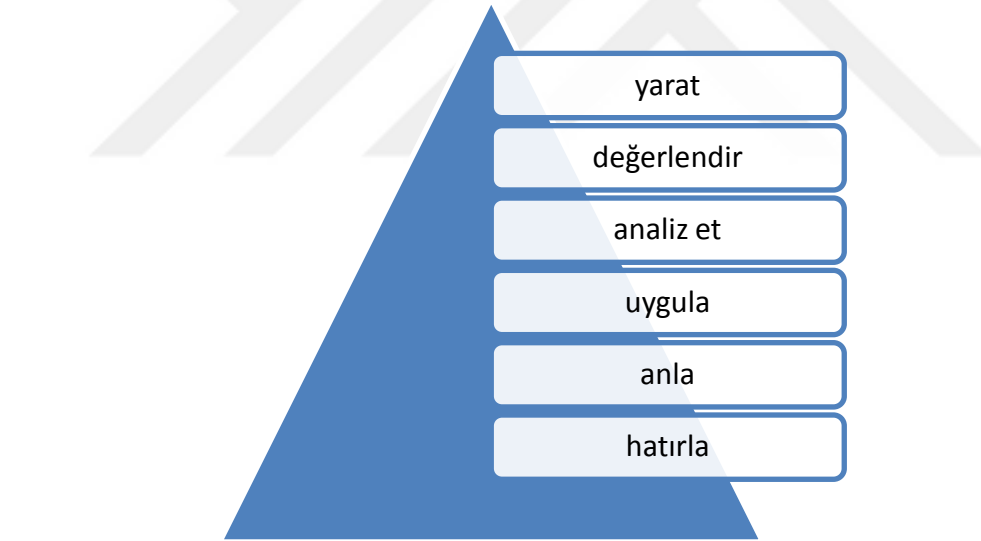 yarat
değerlendir
analiz et
uygula
anla
hatırla